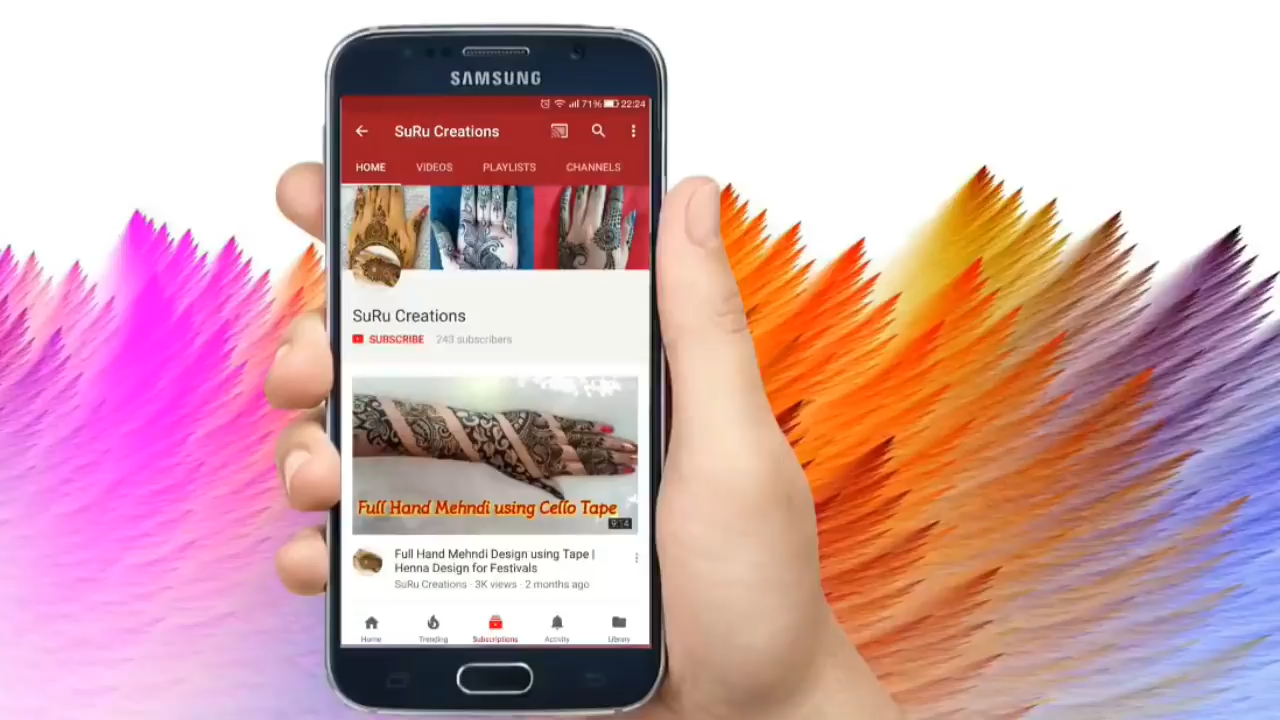 SAMSUNG
71% 22:24
SuRu Creations
HOME VIDEOS PLAYLISTS CHANNELS
SuRu Creations
SUBSCRIBE 243 subscribers
Full Hand Mehndi using Cello Tape
9:14
Full Hand Mehndi Design using Tape |
Henna Design for Festivals
SuRu Creations · 3K views · 2 months ago
Home Trending Subscriptions Activity Library